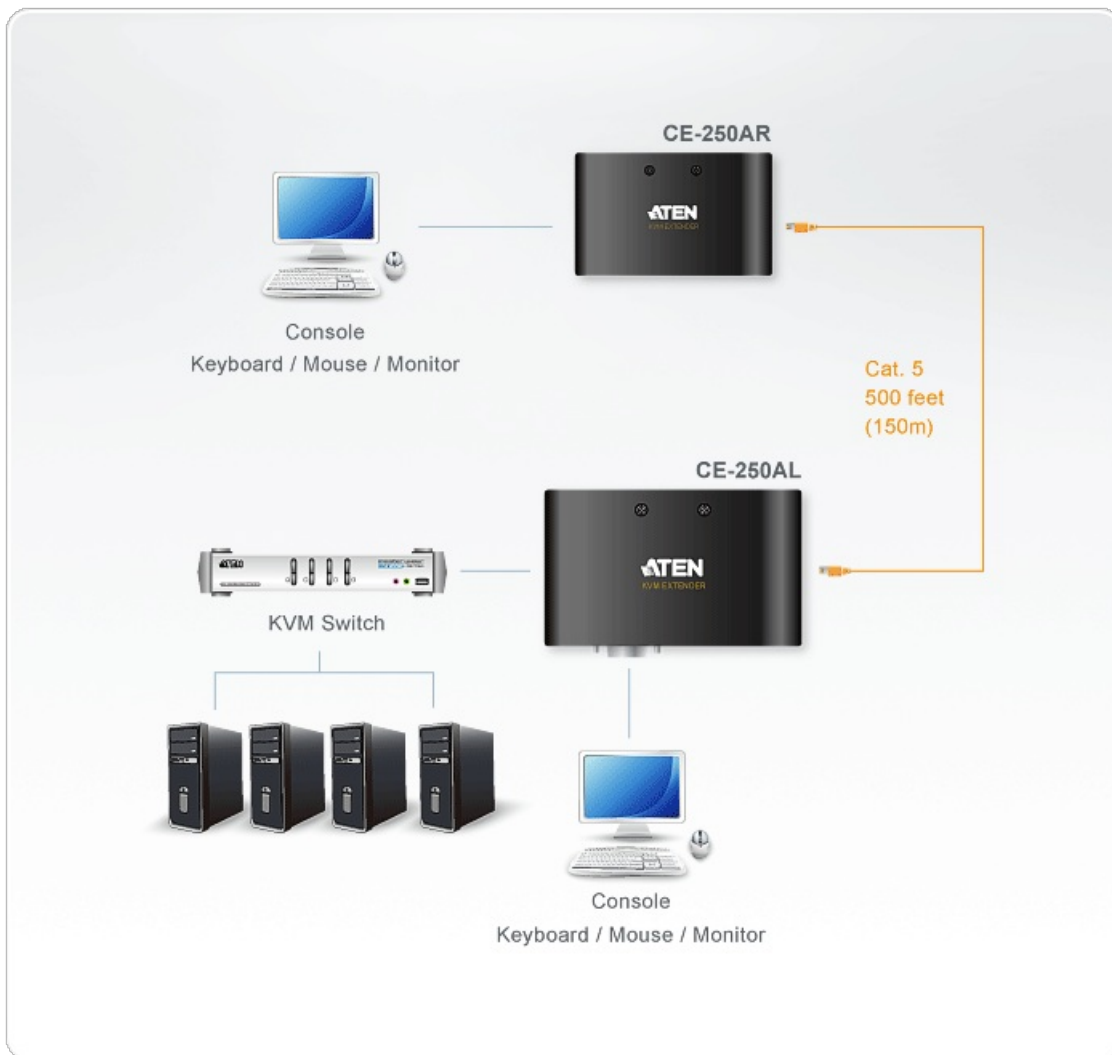 CE-250AR
ATEN
KVM EXTENDER
Console
Keyboard / Mouse / Monitor
Cat. 5
500 feet
(150m)
CE-250AL
ATEN
KVM EXTENDER
KVM Switch
Console
Keyboard / Mouse / Monitor